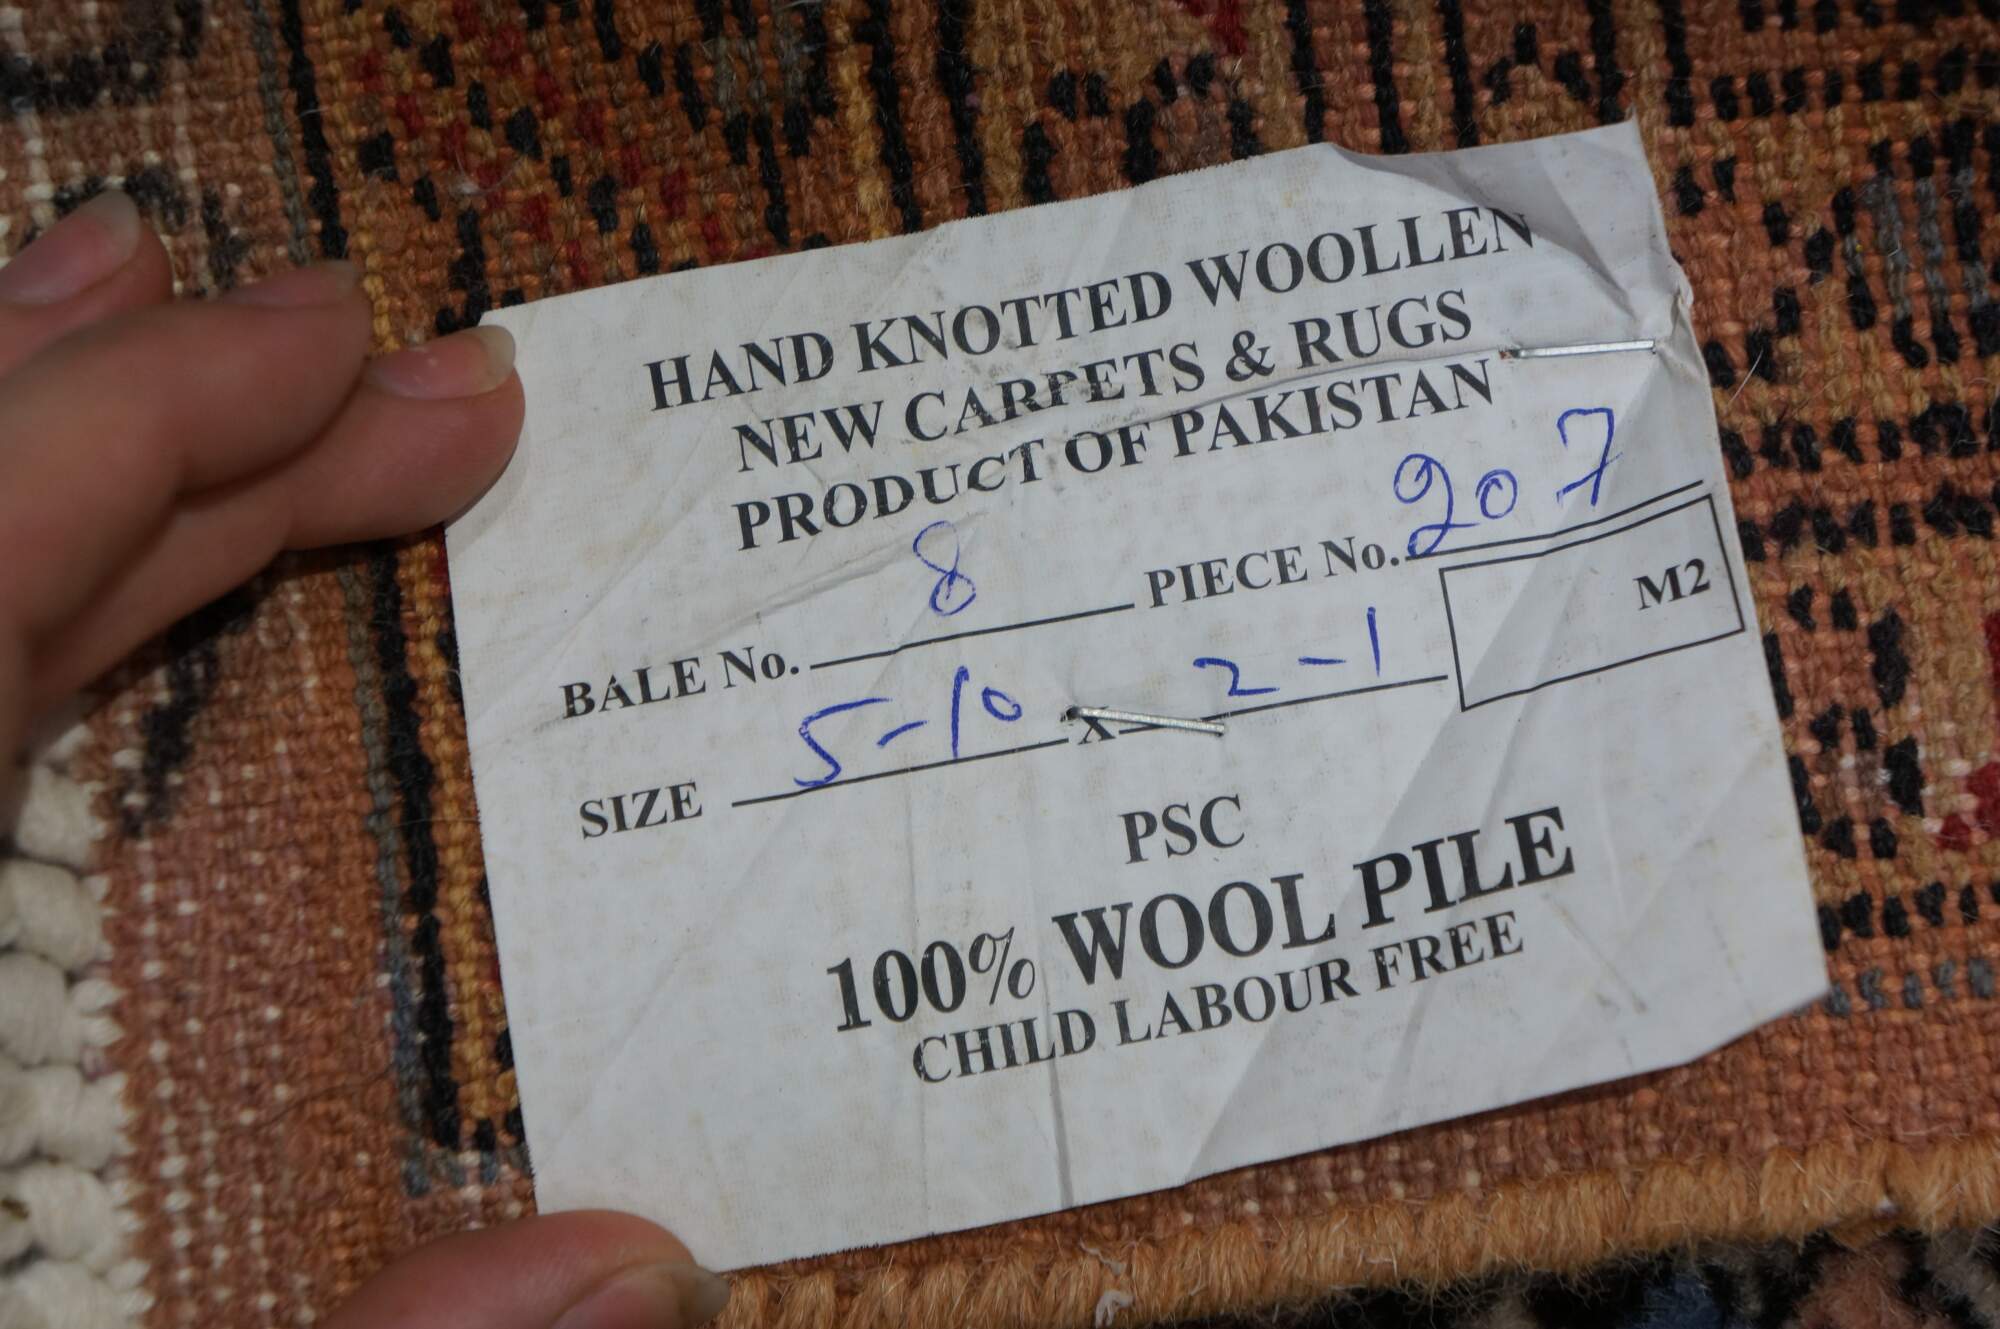 HAND KNOTTED WOOLLEN
NEW CARPETS & RUGS
PRODUCT OF PAKISTAN
BALE No. 8 PIECE No. 207
SIZE 5-10 X 2-1 M2
PSC
100% WOOL PILE
CHILD LABOUR FREE